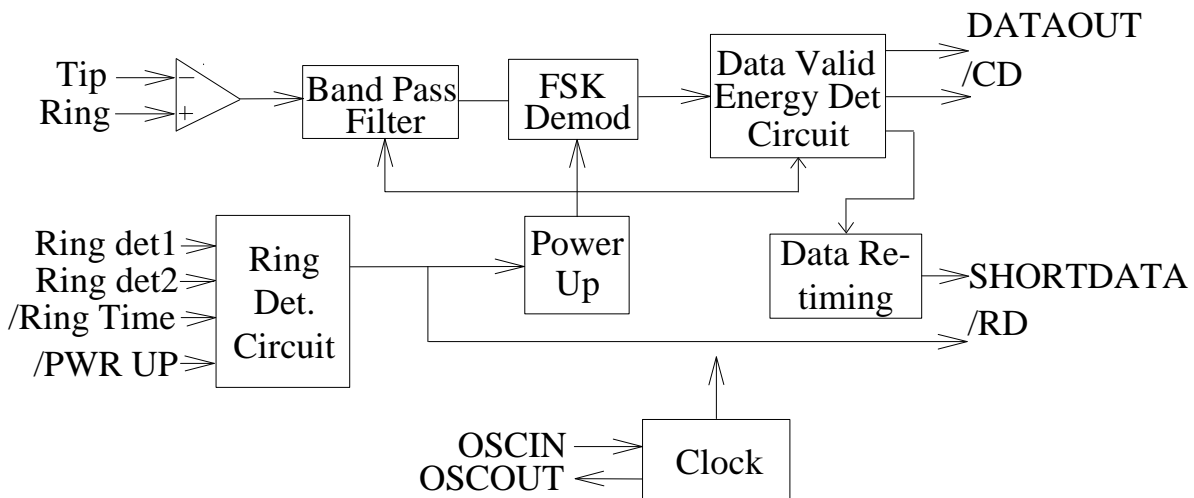 DATAOUT
/CD
Tip
Ring
−
+
Band Pass
Filter
FSK
Demod
Data Valid
Energy Det
Circuit
Ring det1
Ring det2
/Ring Time
/PWR UP
Ring
Det.
Circuit
Power
Up
Data Re-
timing
SHORTDATA
/RD
OSCIN
OSCOUT
Clock